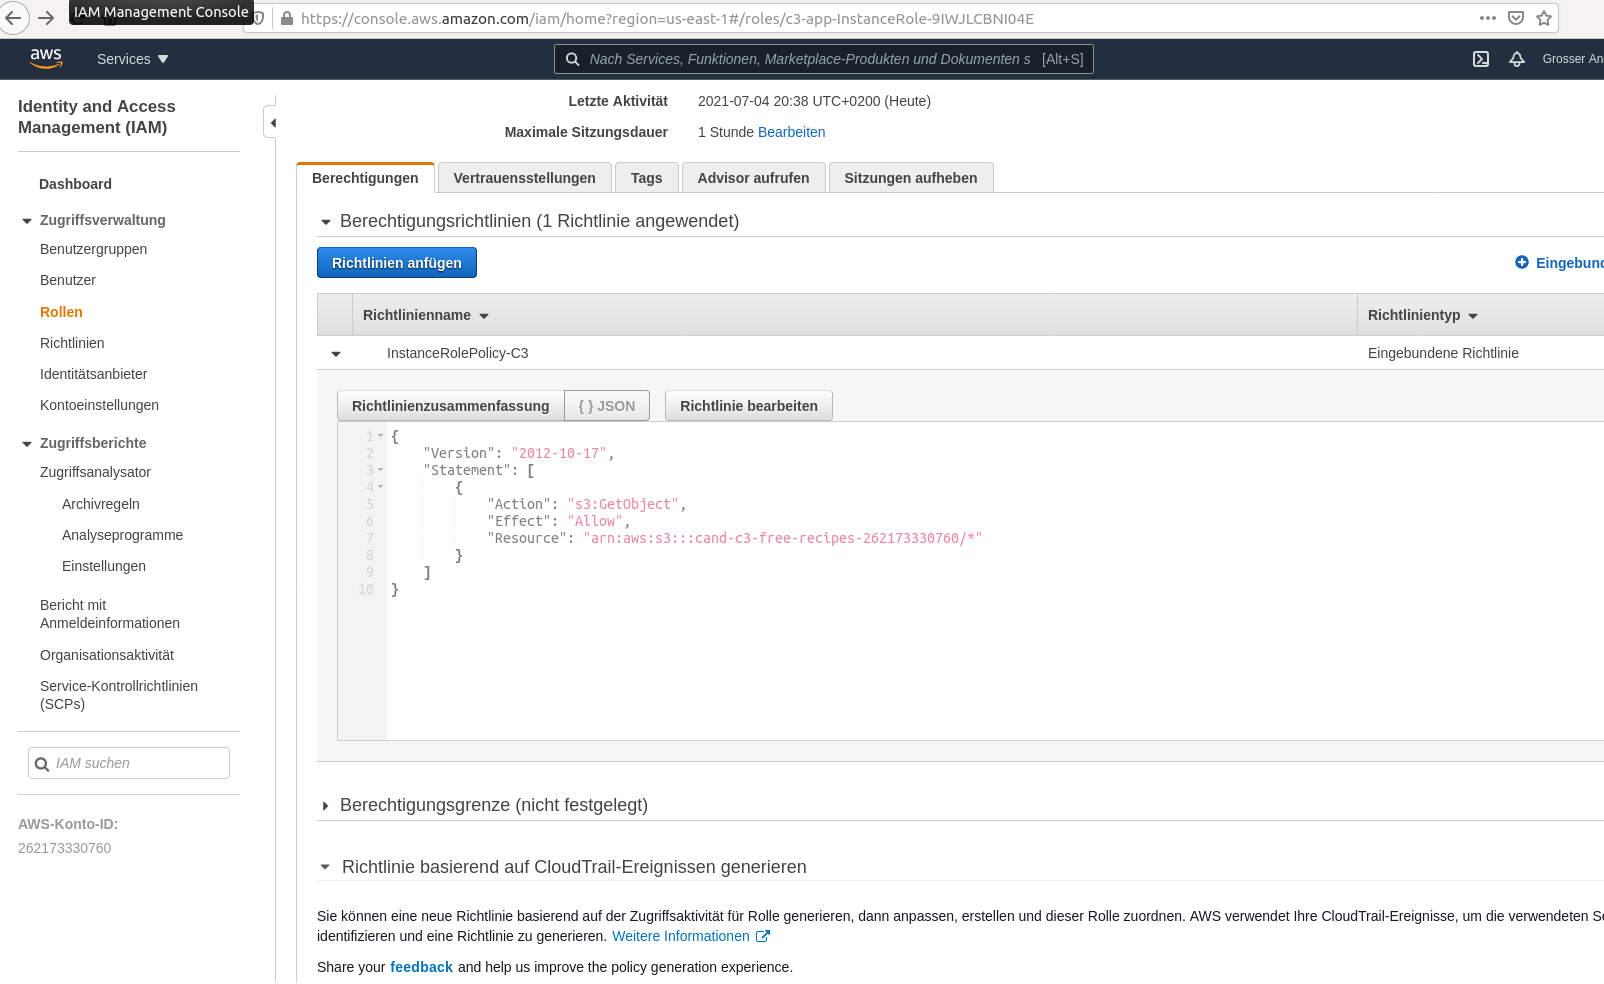 IAM Management Console
https://console.aws.amazon.com/iam/home?region=us-east-1#/roles/c3-app-InstanceRole-9IWJLCBNI04E
aws
Services
Nach Services, Funktionen, Marketplace-Produkten und Dokumenten s [Alt+S]
Grosser An
Identity and Access
Management (IAM)
Dashboard
Zugriffsverwaltung
Benutzergruppen
Benutzer
Rollen
Richtlinien
Identitätsanbieter
Kontoeinstellungen
Zugriffsberichte
Zugriffsanalysator
Archivregeln
Analyseprogramme
Einstellungen
Bericht mit
Anmeldeinformationen
Organisationsaktivität
Service-Kontrollrichtlinien
(SCPs)
IAM suchen
AWS-Konto-ID:
262173330760
Letzte Aktivität 2021-07-04 20:38 UTC+0200 (Heute)
Maximale Sitzungsdauer 1 Stunde Bearbeiten
Berechtigungen Vertrauensstellungen Tags Advisor aufrufen Sitzungen aufheben
Berechtigungsrichtlinien (1 Richtlinie angewendet)
Richtlinien anfügen
Eingebund
Richtlinienname Richtlinientyp
InstanceRolePolicy-C3 Eingebundene Richtlinie
Richtlinienzusammenfassung { } JSON Richtlinie bearbeiten
1 {
2 "Version": "2012-10-17",
3 "Statement": [
4 {
5 "Action": "s3:GetObject",
6 "Effect": "Allow",
7 "Resource": "arn:aws:s3:::cand-c3-free-recipes-262173330760/*"
8 }
9 ]
10 }
Berechtigungsgrenze (nicht festgelegt)
Richtlinie basierend auf CloudTrail-Ereignissen generieren
Sie können eine neue Richtlinie basierend auf der Zugriffsaktivität für Rolle generieren, dann anpassen, erstellen und dieser Rolle zuordnen. AWS verwendet Ihre CloudTrail-Ereignisse, um die verwendeten Se
identifizieren und eine Richtlinie zu generieren. Weitere Informationen
Share your feedback and help us improve the policy generation experience.